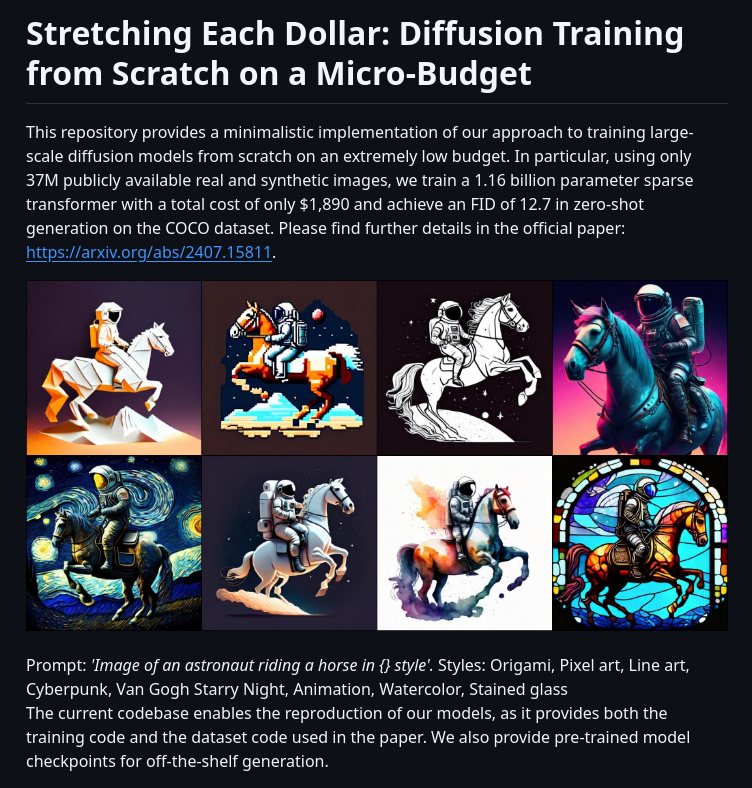 Stretching Each Dollar: Diffusion Training
from Scratch on a Micro-Budget
This repository provides a minimalistic implementation of our approach to training large-
scale diffusion models from scratch on an extremely low budget. In particular, using only
37M publicly available real and synthetic images, we train a 1.16 billion parameter sparse
transformer with a total cost of only $1,890 and achieve an FID of 12.7 in zero-shot
generation on the COCO dataset. Please find further details in the official paper:
https://arxiv.org/abs/2407.15811.
Prompt: 'Image of an astronaut riding a horse in {} style'. Styles: Origami, Pixel art, Line art,
Cyberpunk, Van Gogh Starry Night, Animation, Watercolor, Stained glass
The current codebase enables the reproduction of our models, as it provides both the
training code and the dataset code used in the paper. We also provide pre-trained model
checkpoints for off-the-shelf generation.